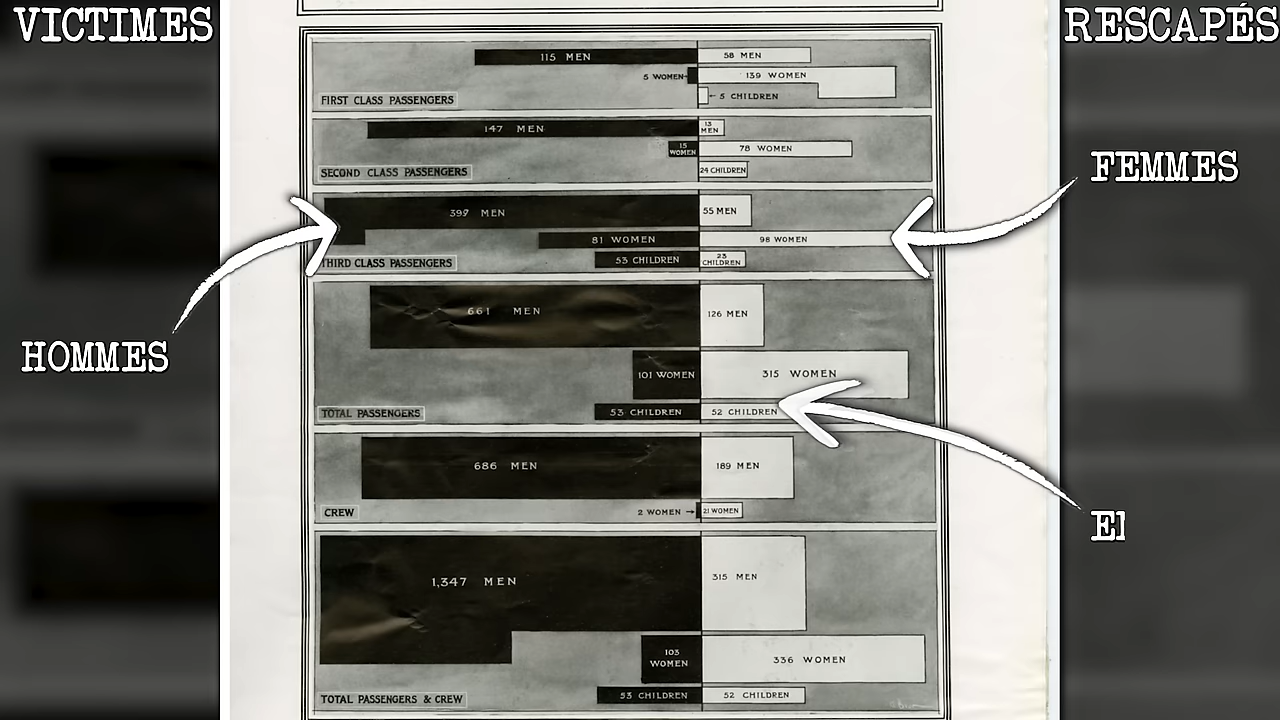 VICTIMES
RESCAPÉS
115 MEN
58 MEN
5 WOMEN
139 WOMEN
5 CHILDREN
FIRST CLASS PASSENGERS
147 MEN
13 MEN
15 WOMEN
78 WOMEN
SECOND CLASS PASSENGERS
24 CHILDREN
FEMMES
399 MEN
55 MEN
81 WOMEN
98 WOMEN
THIRD CLASS PASSENGERS
53 CHILDREN
23 CHILDREN
HOMMES
661 MEN
126 MEN
101 WOMEN
315 WOMEN
TOTAL PASSENGERS
53 CHILDREN
52 CHILDREN
686 MEN
189 MEN
CREW
2 WOMEN
21 WOMEN
El
1,347 MEN
315 MEN
103 WOMEN
336 WOMEN
TOTAL PASSENGERS & CREW
53 CHILDREN
52 CHILDREN